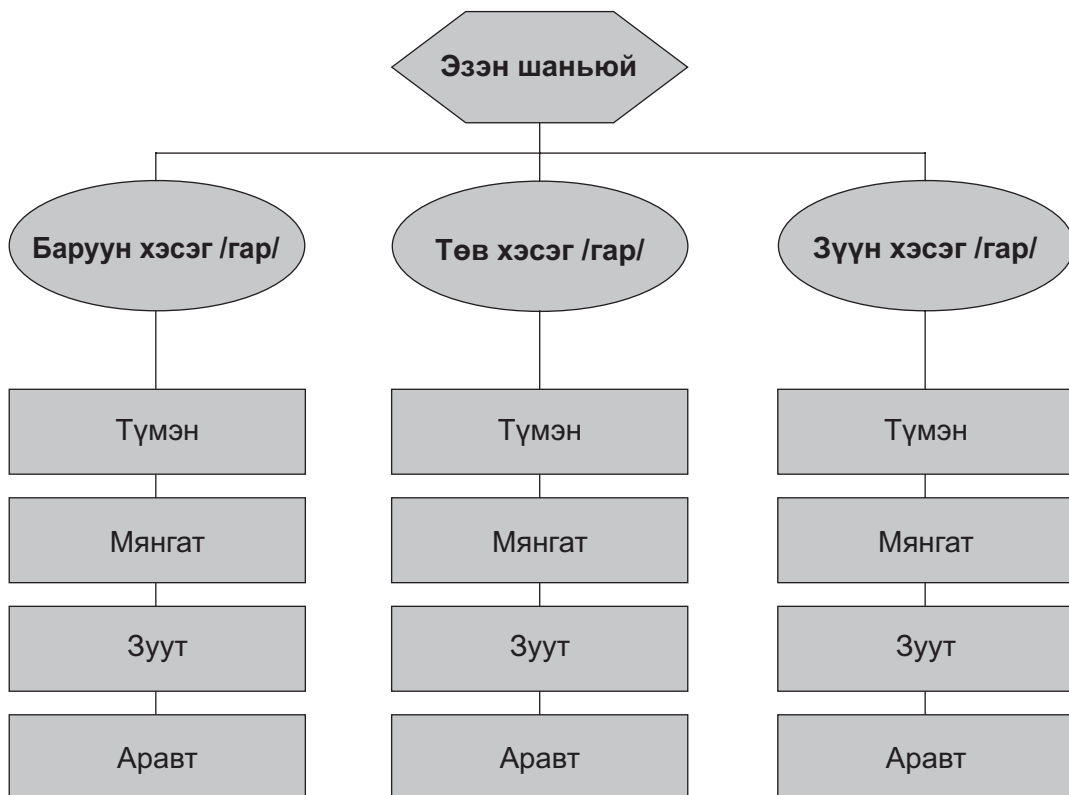 Эзэн шаньюй
Баруун хэсэг /гар/
Төв хэсэг /гар/
Зүүн хэсэг /гар/
Түмэн
Түмэн
Түмэн
Мянгат
Мянгат
Мянгат
Зуут
Зуут
Зуут
Аравт
Аравт
Аравт